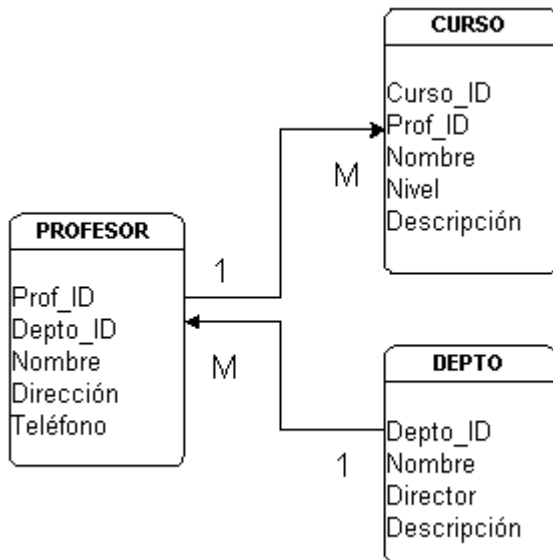 CURSO
Curso_ID
Prof_ID
Nombre
Nivel
Descripción
M
PROFESOR
Prof_ID
Depto_ID
Nombre
Dirección
Teléfono
1
M
DEPTO
Depto_ID
Nombre
Director
Descripción
1